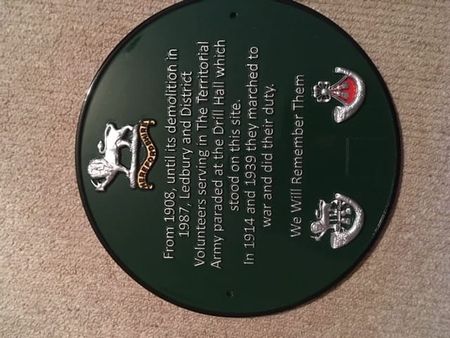 From 1908, until its demolition in
1987, Ledbury and District
Volunteers serving in The Territorial
Army paraded at the Drill Hall which
stood on this site.
In 1914 and 1939 they marched to
war and did their duty.
We Will Remember Them